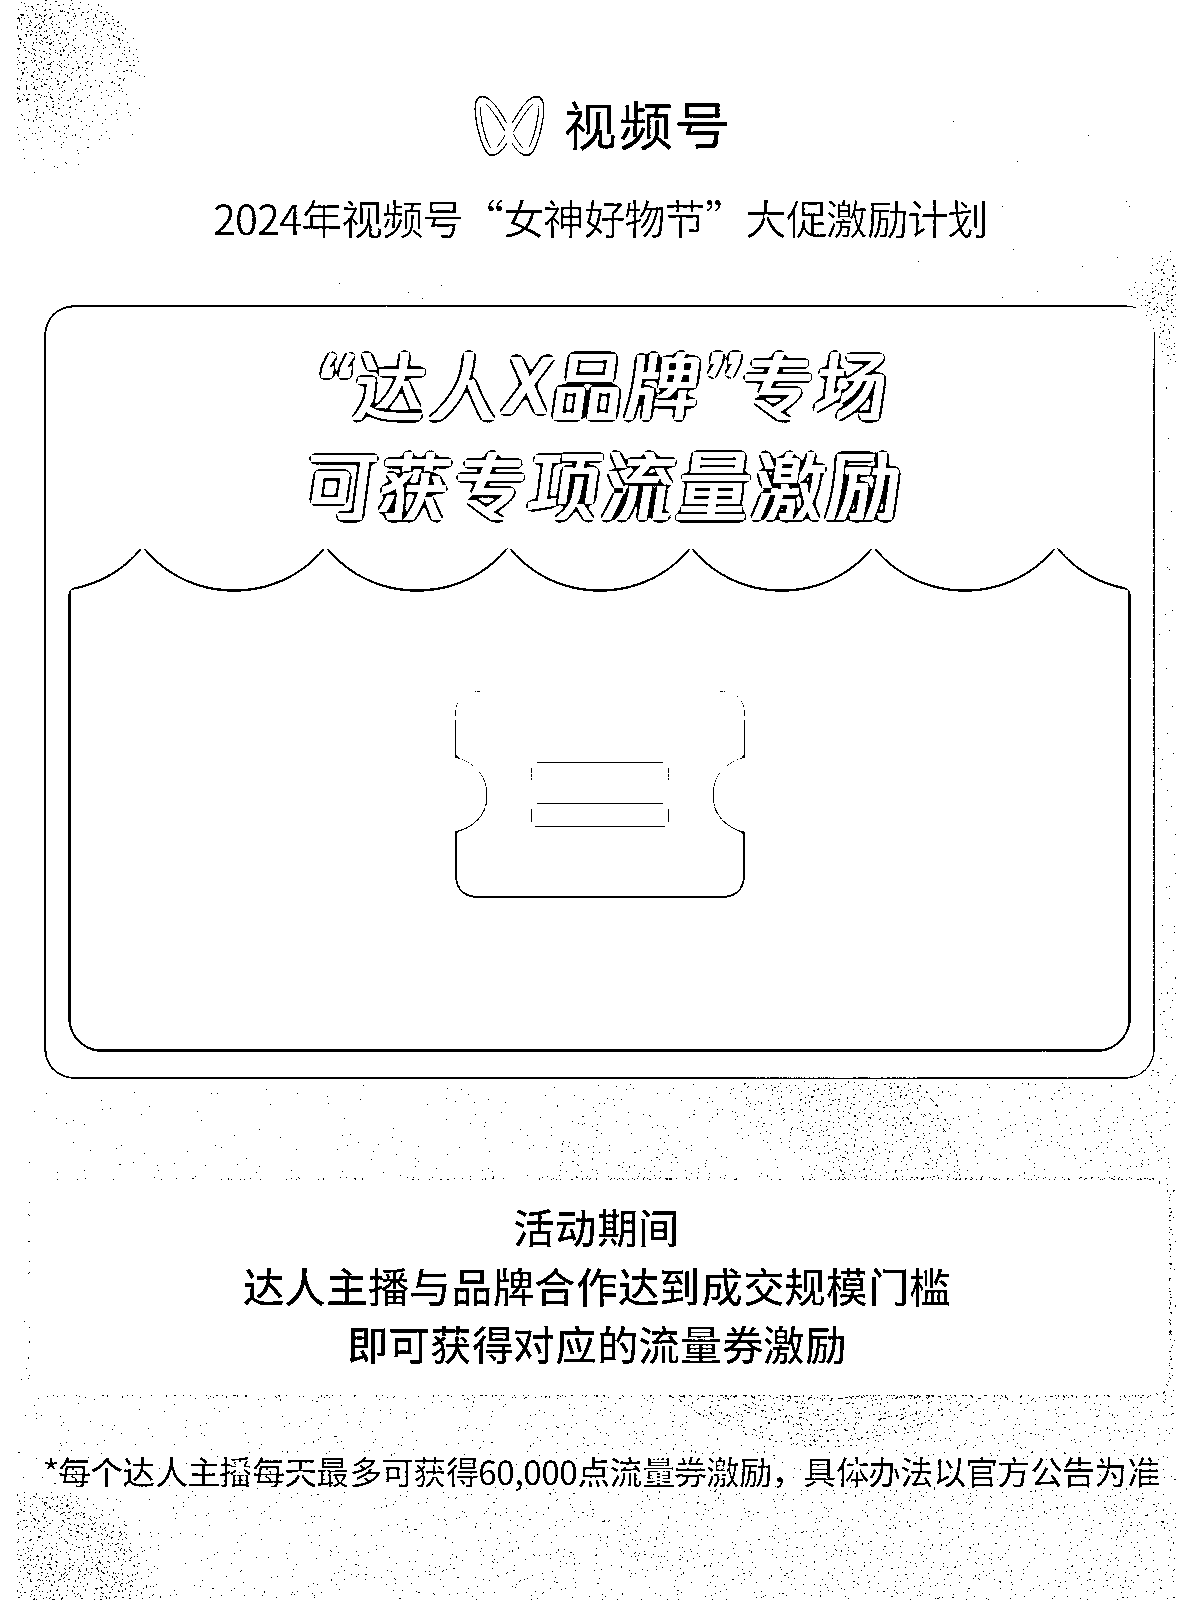 视频号
2024年视频号“女神好物节”大促激励计划
“达人X品牌”专场
可获专项流量激励
活动期间
达人主播与品牌合作达到成交规模门槛
即可获得对应的流量券激励
*每个达人主播每天最多可获得60,000点流量券激励，具体办法以官方公告为准